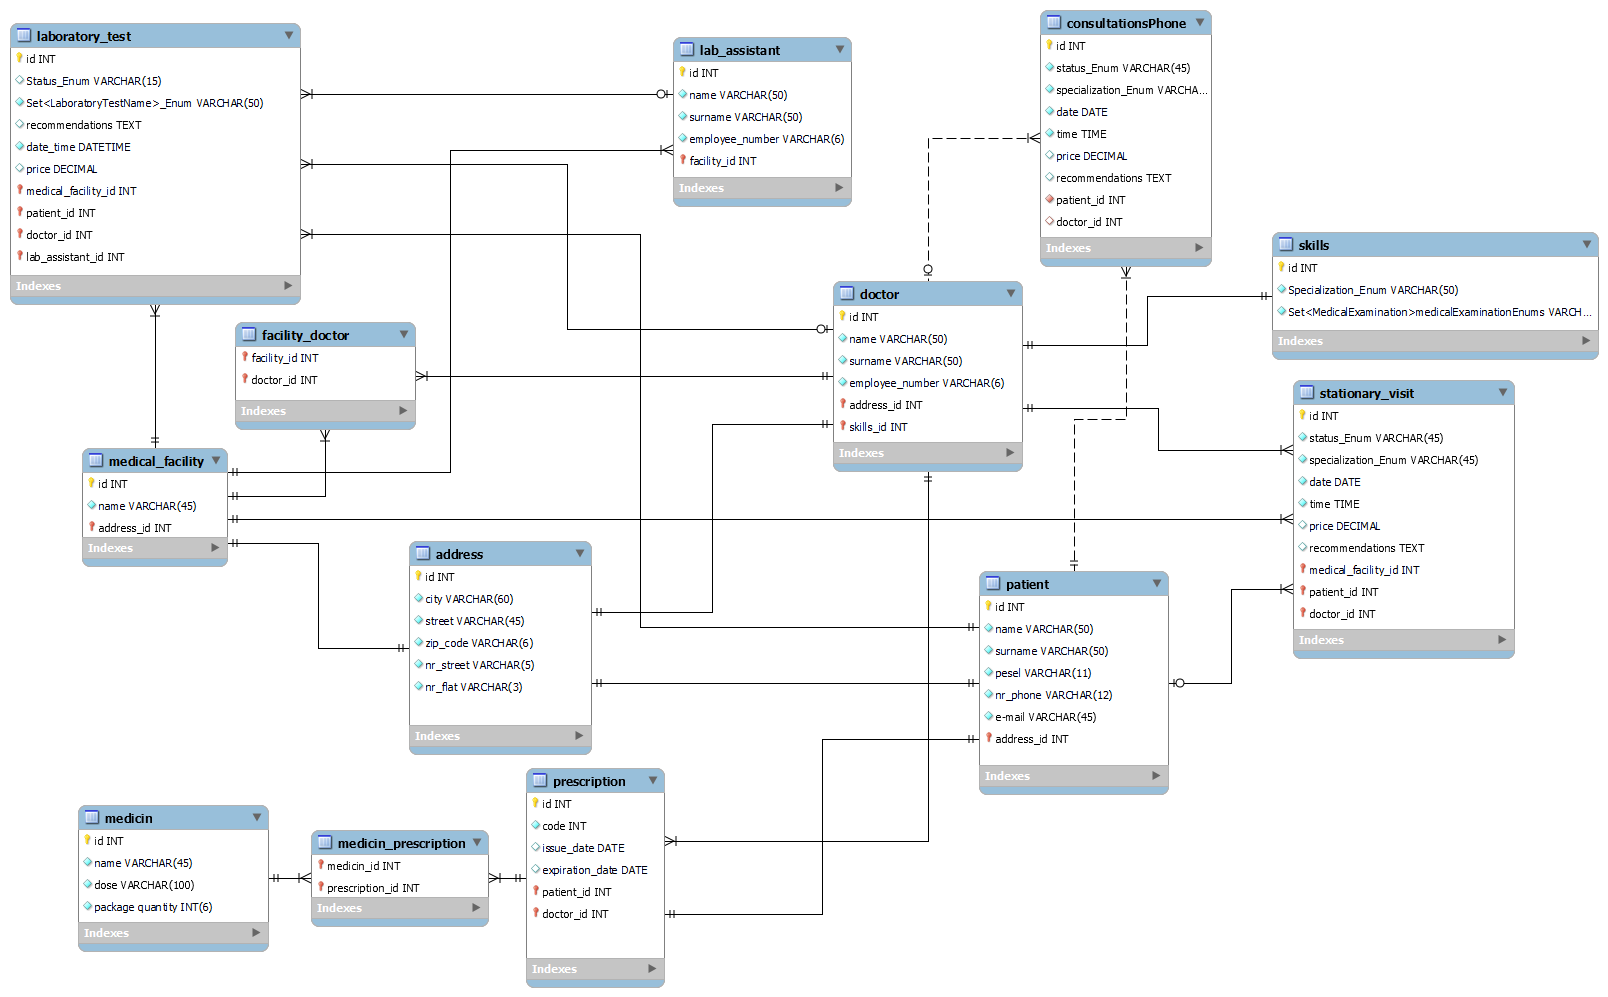 laboratory_test
id INT
Status_Enum VARCHAR(15)
Set<LaboratoryTestName>_Enum VARCHAR(50)
recommendations TEXT
date_time DATETIME
price DECIMAL
medical_facility_id INT
patient_id INT
doctor_id INT
lab_assistant_id INT
Indexes
lab_assistant
id INT
name VARCHAR(50)
surname VARCHAR(50)
employee_number VARCHAR(6)
facility_id INT
Indexes
consultationsPhone
id INT
status_Enum VARCHAR(45)
specialization_Enum VARCHA...
date DATE
time TIME
price DECIMAL
recommendations TEXT
patient_id INT
doctor_id INT
Indexes
skills
id INT
Specialization_Enum VARCHAR(50)
Set<MedicalExamination>medicalExaminationEnums VARCH...
Indexes
doctor
id INT
name VARCHAR(50)
surname VARCHAR(50)
employee_number VARCHAR(6)
address_id INT
skills_id INT
Indexes
facility_doctor
facility_id INT
doctor_id INT
Indexes
stationary_visit
id INT
status_Enum VARCHAR(45)
specialization_Enum VARCHAR(45)
date DATE
time TIME
price DECIMAL
recommendations TEXT
medical_facility_id INT
patient_id INT
doctor_id INT
Indexes
medical_facility
id INT
name VARCHAR(45)
address_id INT
Indexes
address
id INT
city VARCHAR(60)
street VARCHAR(45)
zip_code VARCHAR(6)
nr_street VARCHAR(5)
nr_flat VARCHAR(3)
Indexes
patient
id INT
name VARCHAR(50)
surname VARCHAR(50)
pesel VARCHAR(11)
nr_phone VARCHAR(12)
e-mail VARCHAR(45)
address_id INT
Indexes
prescription
id INT
code INT
issue_date DATE
expiration_date DATE
patient_id INT
doctor_id INT
Indexes
medicin
id INT
name VARCHAR(45)
dose VARCHAR(100)
package quantity INT(6)
Indexes
medicin_prescription
medicin_id INT
prescription_id INT
Indexes